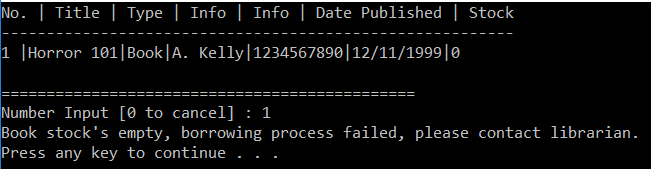 No. | Title | Type | Info | Info | Date Published | Stock
---------------------------------------------------------
1 |Horror 101|Book|A. Kelly|1234567890|12/11/1999|0
==============================================
Number Input [0 to cancel] : 1
Book stock's empty, borrowing process failed, please contact librarian.
Press any key to continue . . .